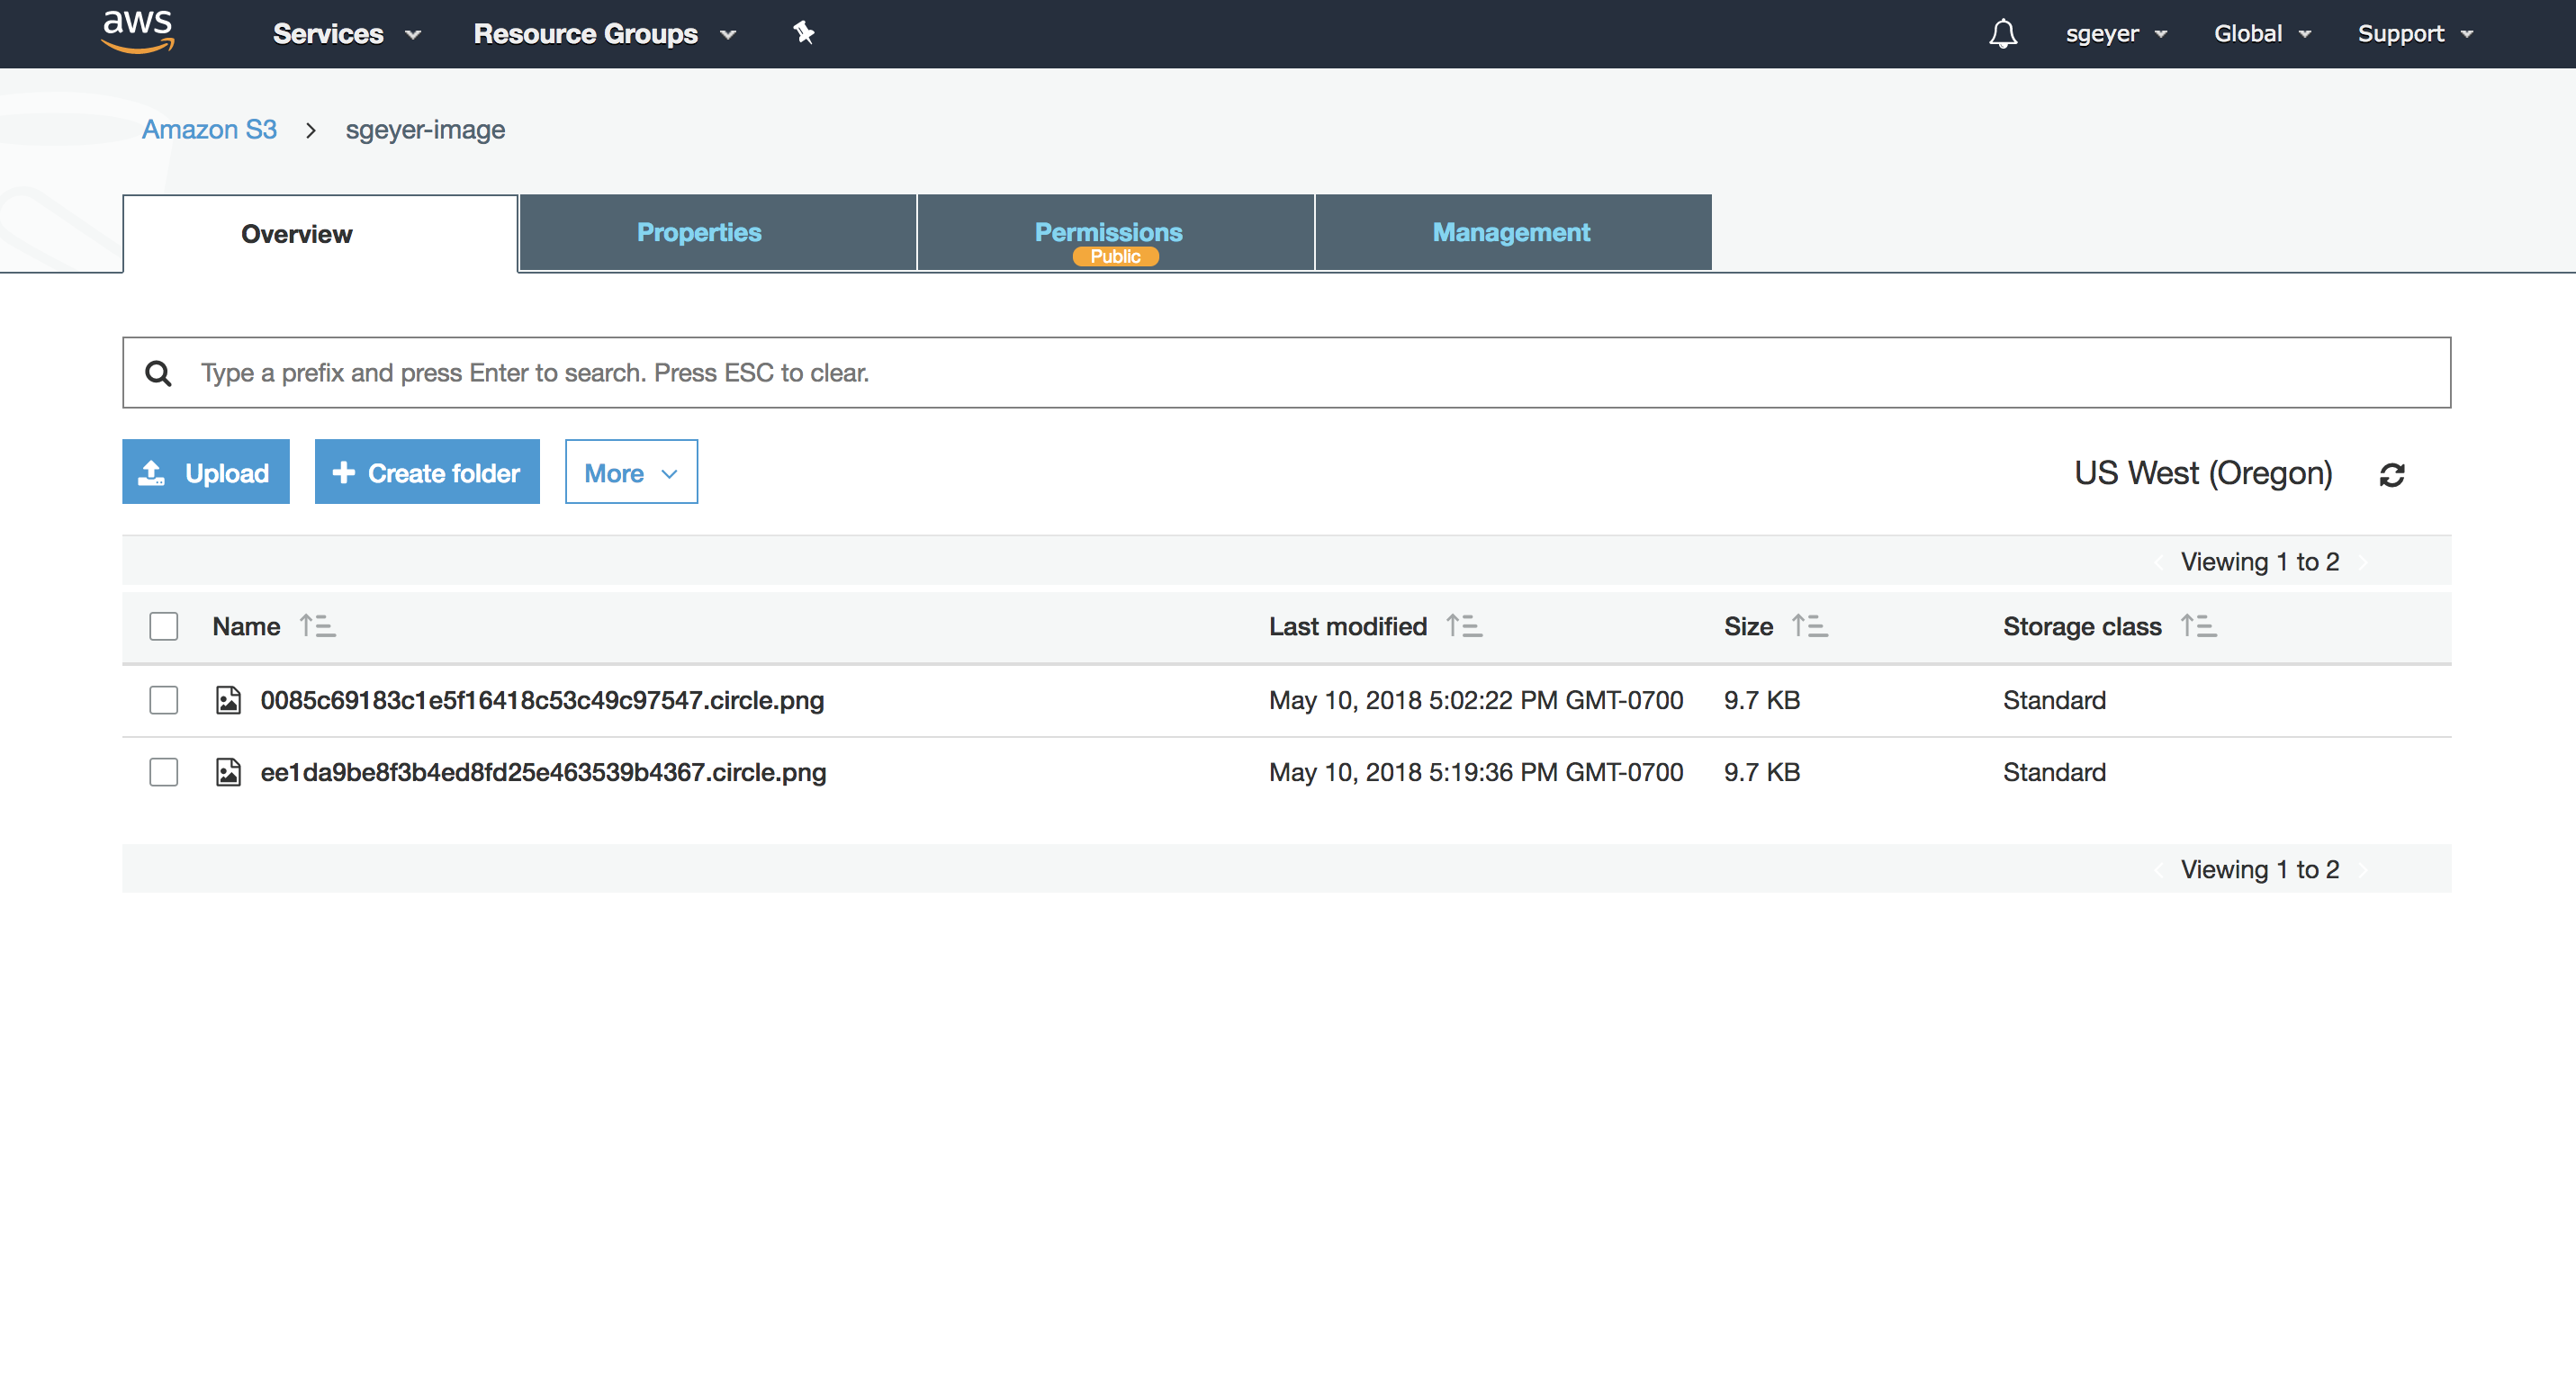 aws Services Resource Groups sgeyer Global Support
Amazon S3 > sgeyer-image
Overview Properties Permissions Management
Public
Type a prefix and press Enter to search. Press ESC to clear.
Upload Create folder More US West (Oregon)
Viewing 1 to 2
Name Last modified Size Storage class
0085c69183c1e5f16418c53c49c97547.circle.png May 10, 2018 5:02:22 PM GMT-0700 9.7 KB Standard
ee1da9be8f3b4ed8fd25e463539b4367.circle.png May 10, 2018 5:19:36 PM GMT-0700 9.7 KB Standard
Viewing 1 to 2